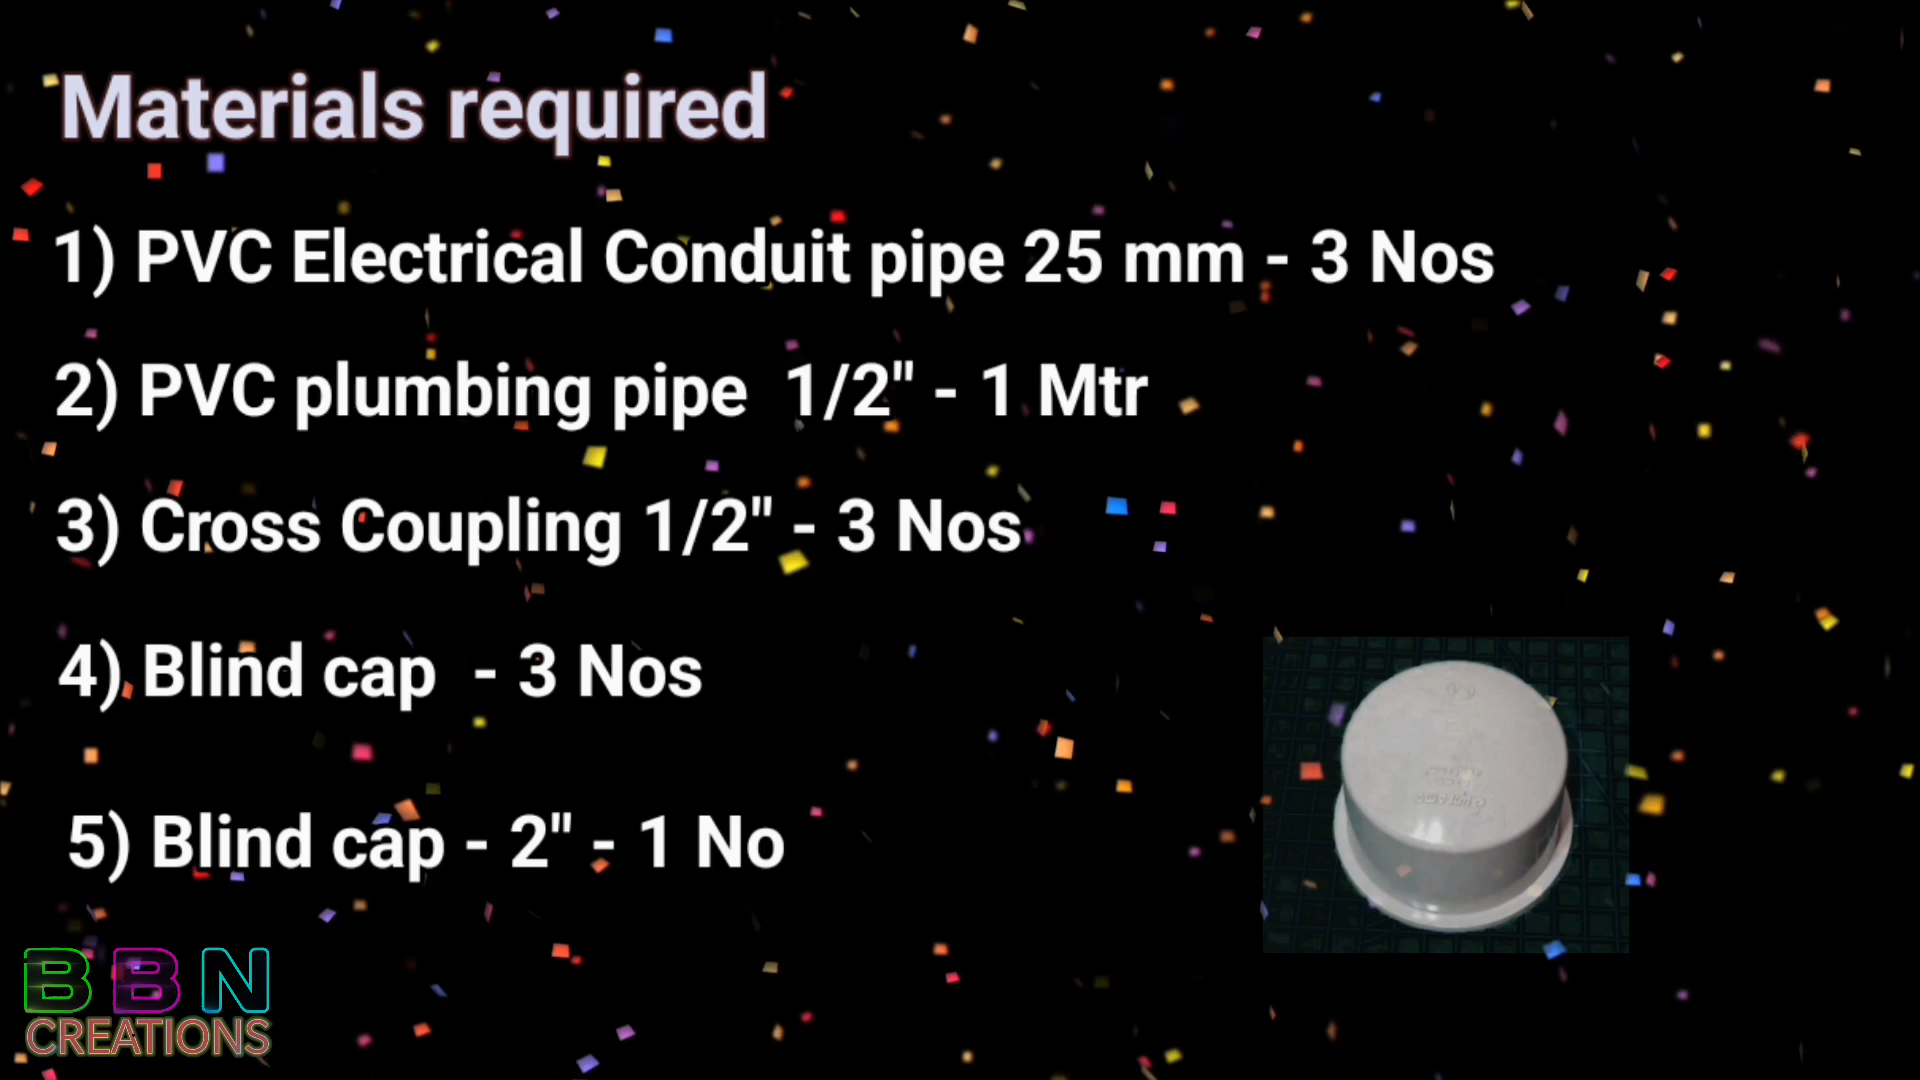 Materials required
1) PVC Electrical Conduit pipe 25 mm - 3 Nos
2) PVC plumbing pipe 1/2" - 1 Mtr
3) Cross Coupling 1/2" - 3 Nos
4) Blind cap - 3 Nos
5) Blind cap - 2" - 1 No
BBN
CREATIONS